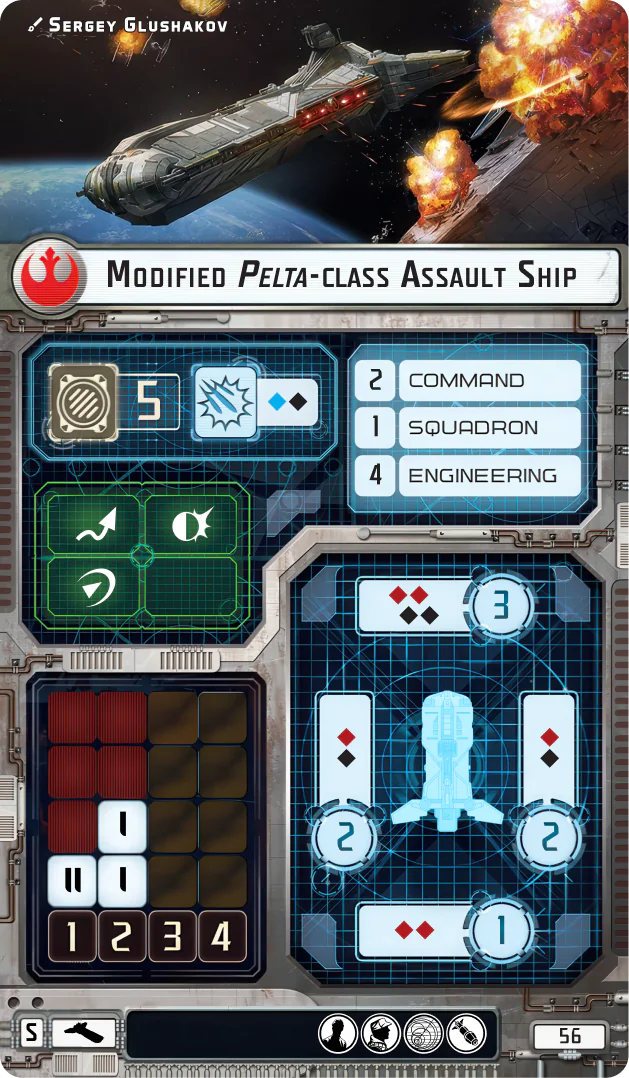 Sergey Glushakov
Modified Pelta-class Assault Ship
5
2 COMMAND
1 SQUADRON
4 ENGINEERING
3
2 2
1
I
II I
1 2 3 4
S 56